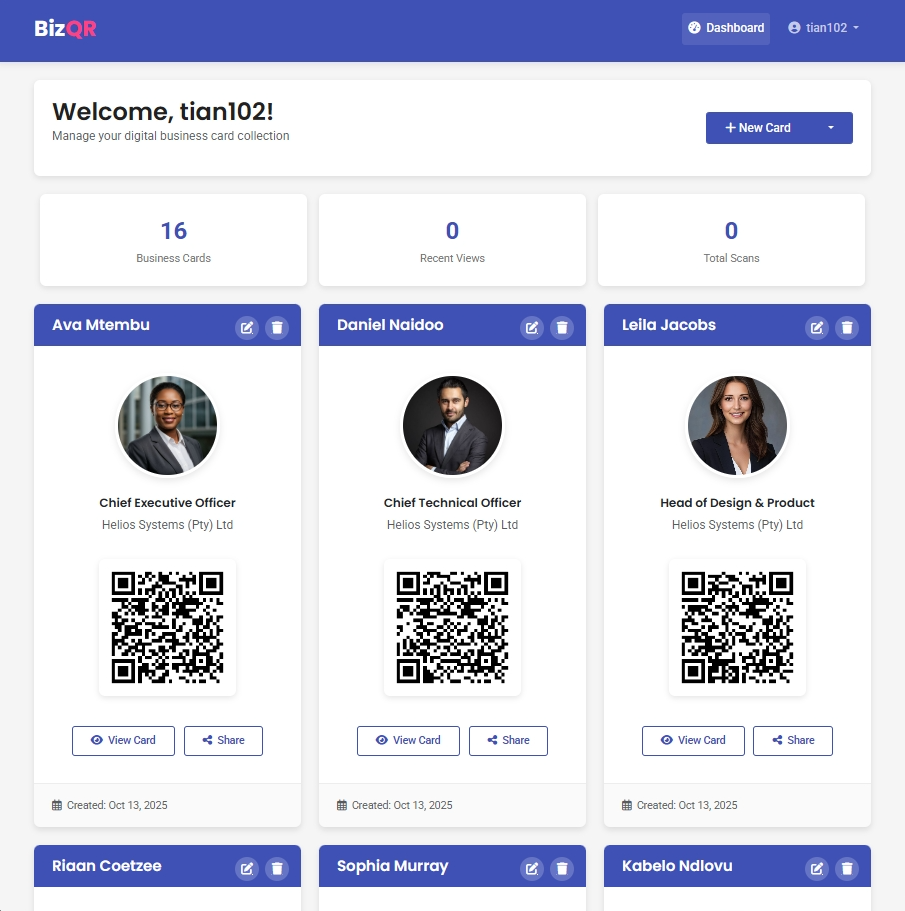 BizQR
Dashboard
tian102
Welcome, tian102!
Manage your digital business card collection
New Card
16
Business Cards
0
Recent Views
0
Total Scans
Ava Mtembu
Chief Executive Officer
Helios Systems (Pty) Ltd
View Card
Share
Created: Oct 13, 2025
Daniel Naidoo
Chief Technical Officer
Helios Systems (Pty) Ltd
View Card
Share
Created: Oct 13, 2025
Leila Jacobs
Head of Design & Product
Helios Systems (Pty) Ltd
View Card
Share
Created: Oct 13, 2025
Riaan Coetzee
Sophia Murray
Kabelo Ndlovu